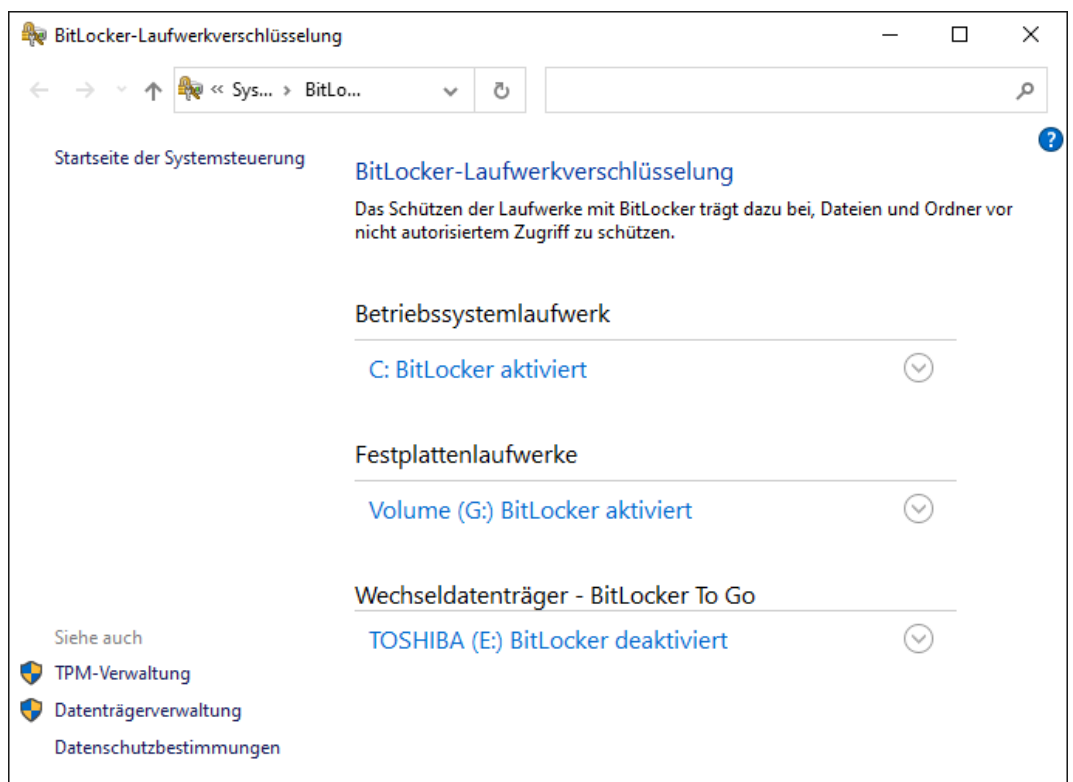 BitLocker-Laufwerkverschlüsselung
« Sys... › BitLo...
Startseite der Systemsteuerung
BitLocker-Laufwerkverschlüsselung
Das Schützen der Laufwerke mit BitLocker trägt dazu bei, Dateien und Ordner vor
nicht autorisiertem Zugriff zu schützen.
Betriebssystemlaufwerk
C: BitLocker aktiviert
Festplattenlaufwerke
Volume (G:) BitLocker aktiviert
Wechseldatenträger - BitLocker To Go
TOSHIBA (E:) BitLocker deaktiviert
Siehe auch
TPM-Verwaltung
Datenträgerverwaltung
Datenschutzbestimmungen